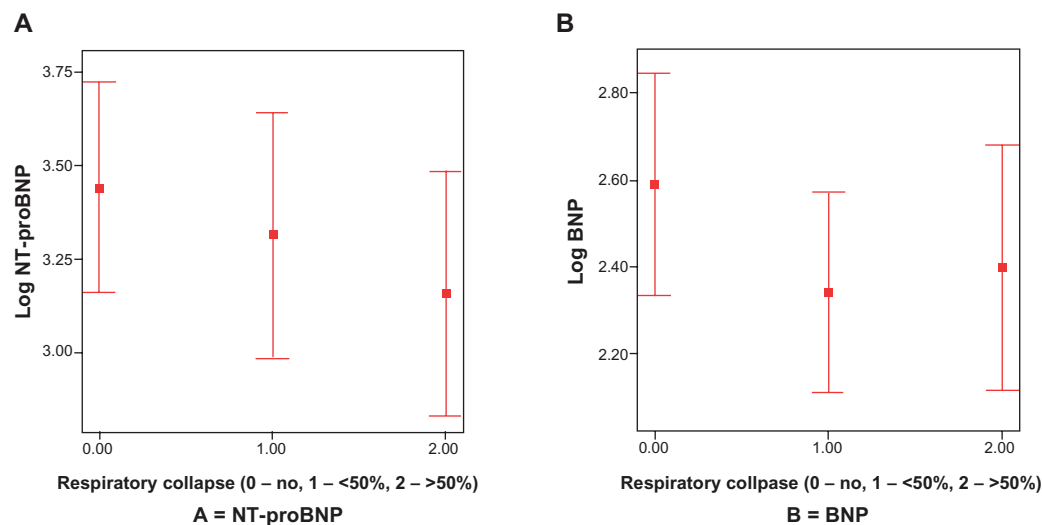 A
Log NT-proBNP
3.75
3.50
3.25
3.00
0.00 1.00 2.00
Respiratory collapse (0 – no, 1 – <50%, 2 – >50%)
A = NT-proBNP
B
Log BNP
2.80
2.60
2.40
2.20
0.00 1.00 2.00
Respiratory collpase (0 – no, 1 – <50%, 2 – >50%)
B = BNP